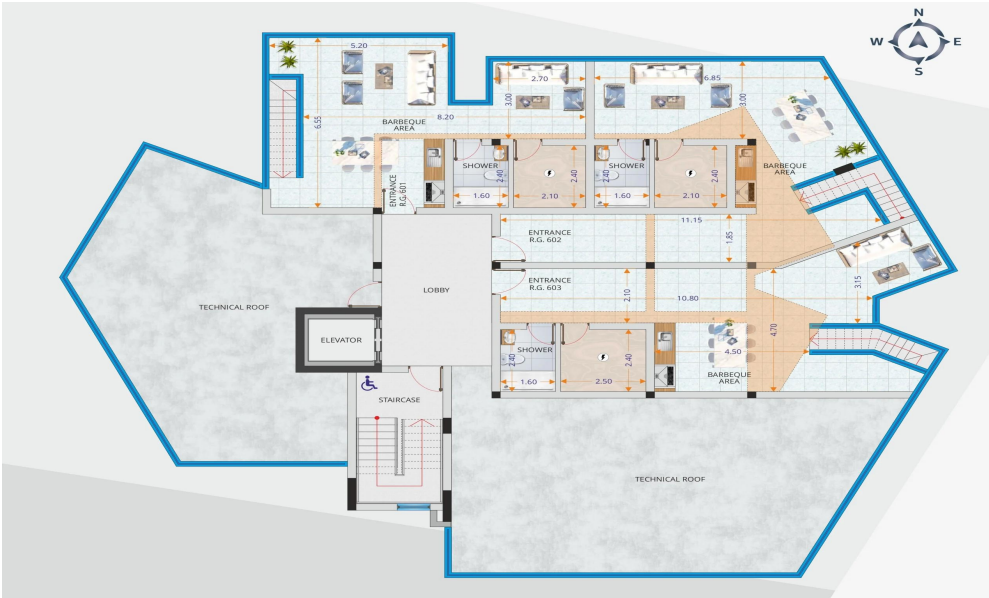 N
W E
S
5.20
2.70
6.85
3.00
3.00
6.55
8.20
BARBEQUE
AREA
SHOWER
2.40
2.40
SHOWER
2.40
2.40
BARBEQUE
AREA
1.60
2.10
1.60
2.10
ENTRANCE
R.G. 601
11.15
ENTRANCE
R.G. 602
1.85
LOBBY
ENTRANCE
R.G. 603
2.10
10.80
3.15
TECHNICAL ROOF
ELEVATOR
4.70
SHOWER
2.40
2.40
4.50
1.60
2.50
BARBEQUE
AREA
STAIRCASE
TECHNICAL ROOF